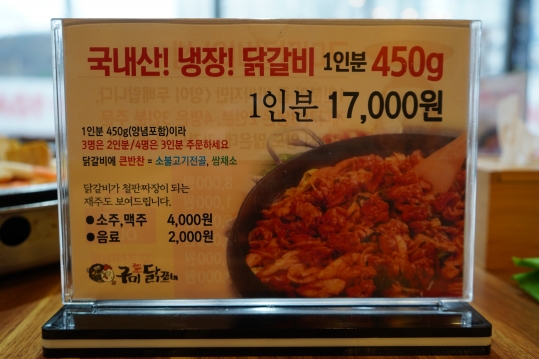 국내산! 냉장! 닭갈비 1인분 450g
1인분 17,000원
1인분 450g(양념포함)이라
3명은 2인분/4명은 3인분 주문하세요
닭갈비에 큰반찬 = 소불고기전골, 쌈채소
닭갈비가 철판짜장이 되는
재주도 보여드립니다.
●소주,맥주 4,000원
●음료 2,000원